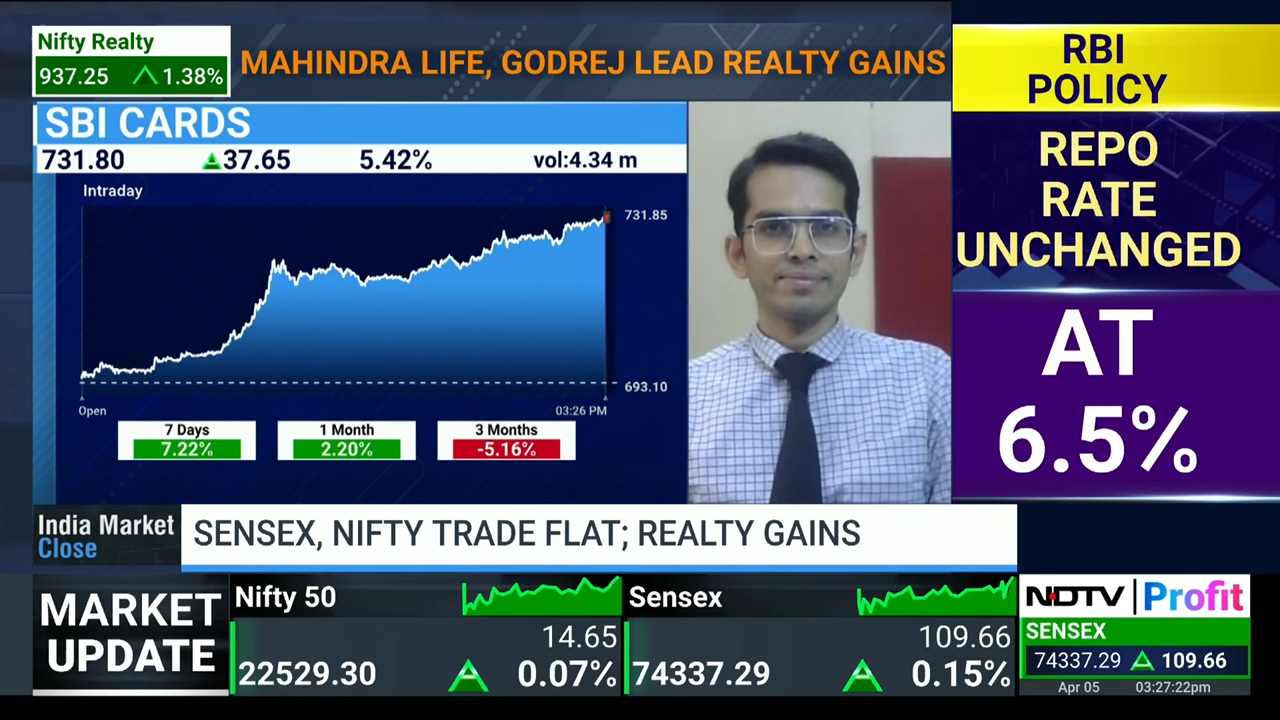 Nifty Realty
937.25 1.38%
MAHINDRA LIFE, GODREJ LEAD REALTY GAINS
RBI
POLICY
REPO
RATE
UNCHANGED
AT
6.5%
SBI CARDS
731.80 37.65 5.42% vol:4.34 m
Intraday
731.85
693.10
Open 03:26 PM
7 Days 1 Month 3 Months
7.22% 2.20% -5.16%
India Market
Close
SENSEX, NIFTY TRADE FLAT; REALTY GAINS
MARKET
UPDATE
Nifty 50
14.65
22529.30 0.07%
Sensex
109.66
74337.29 0.15%
NDTV Profit
SENSEX
74337.29 109.66
Apr 05 03:27:22pm